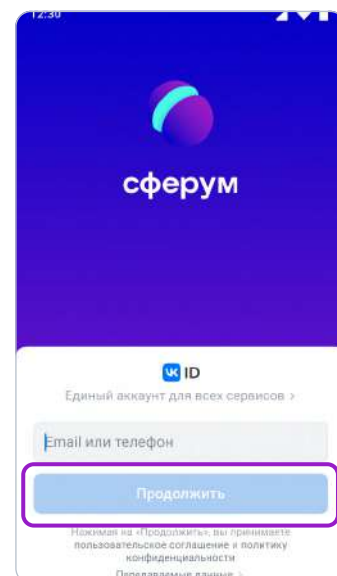 12:30
сферум
VK ID
Единый аккаунт для всех сервисов >
Email или телефон
Продолжить
Нажимая на «Продолжить», вы принимаете
пользовательское соглашение и политику
конфиденциальности
Передаваемые данные >